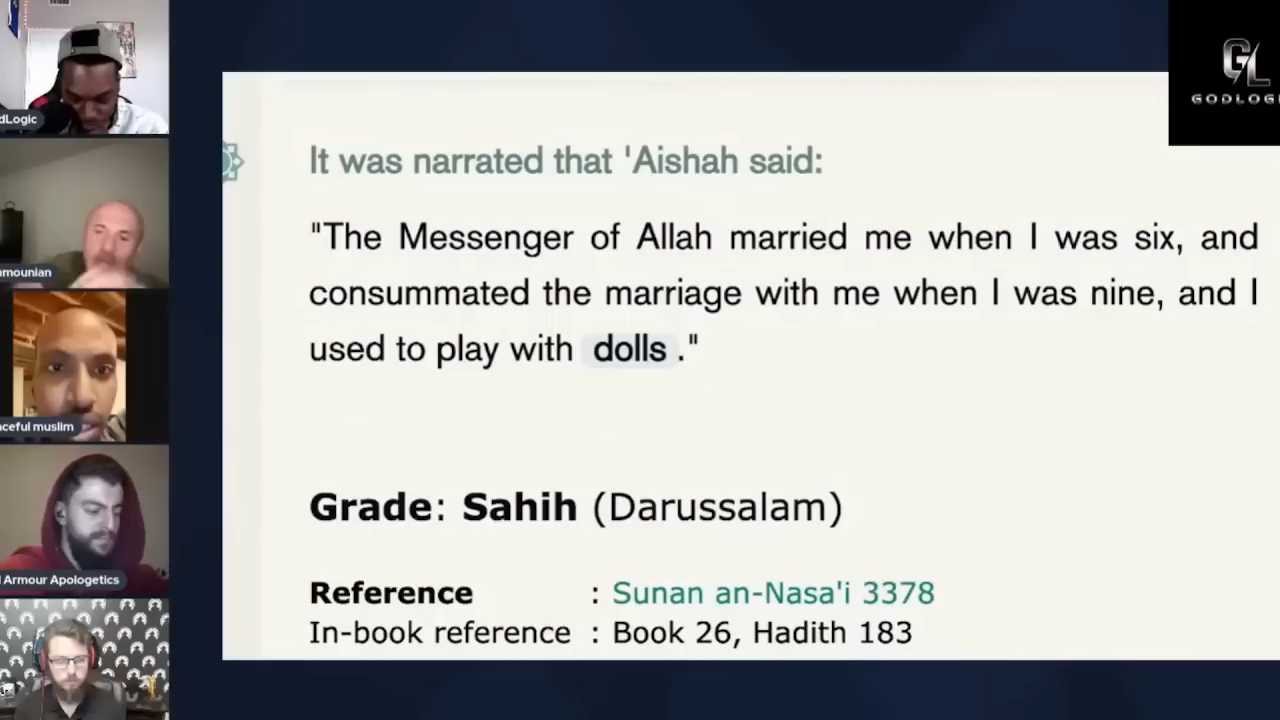 GL
GODLOGI
dLogic
It was narrated that 'Aishah said:
"The Messenger of Allah married me when I was six, and
consummated the marriage with me when I was nine, and I
used to play with dolls ."
amounian
aceful muslim
Grade: Sahih (Darussalam)
l Armour Apologetics
Reference : Sunan an-Nasa'i 3378
In-book reference : Book 26, Hadith 183